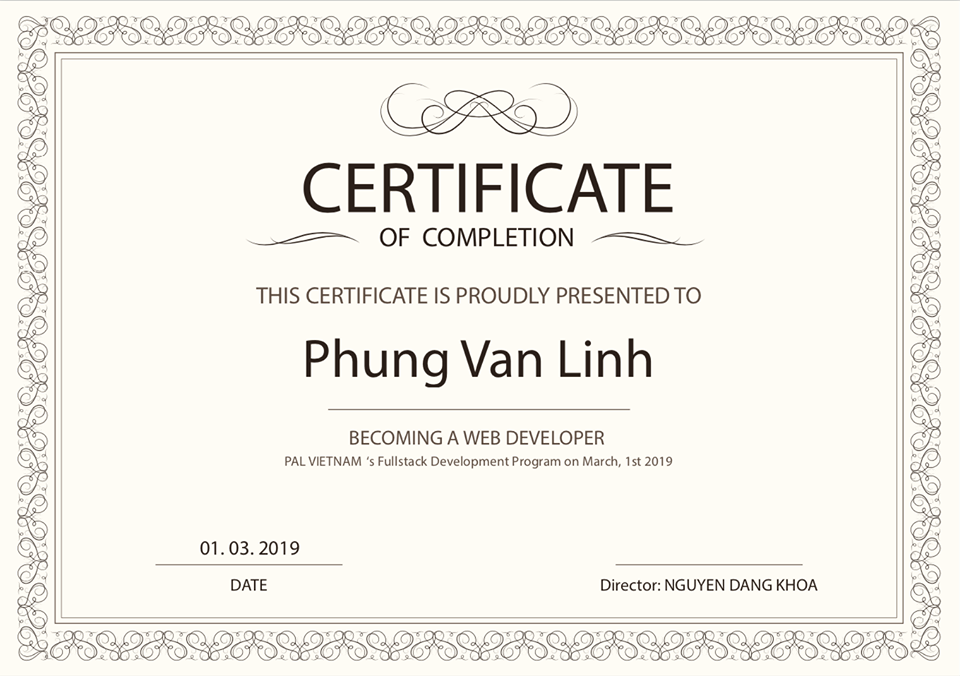 CERTIFICATE
OF COMPLETION
THIS CERTIFICATE IS PROUDLY PRESENTED TO
Phung Van Linh
BECOMING A WEB DEVELOPER
PAL VIETNAM ‘s Fullstack Development Program on March, 1st 2019
01. 03. 2019
DATE
Director: NGUYEN DANG KHOA